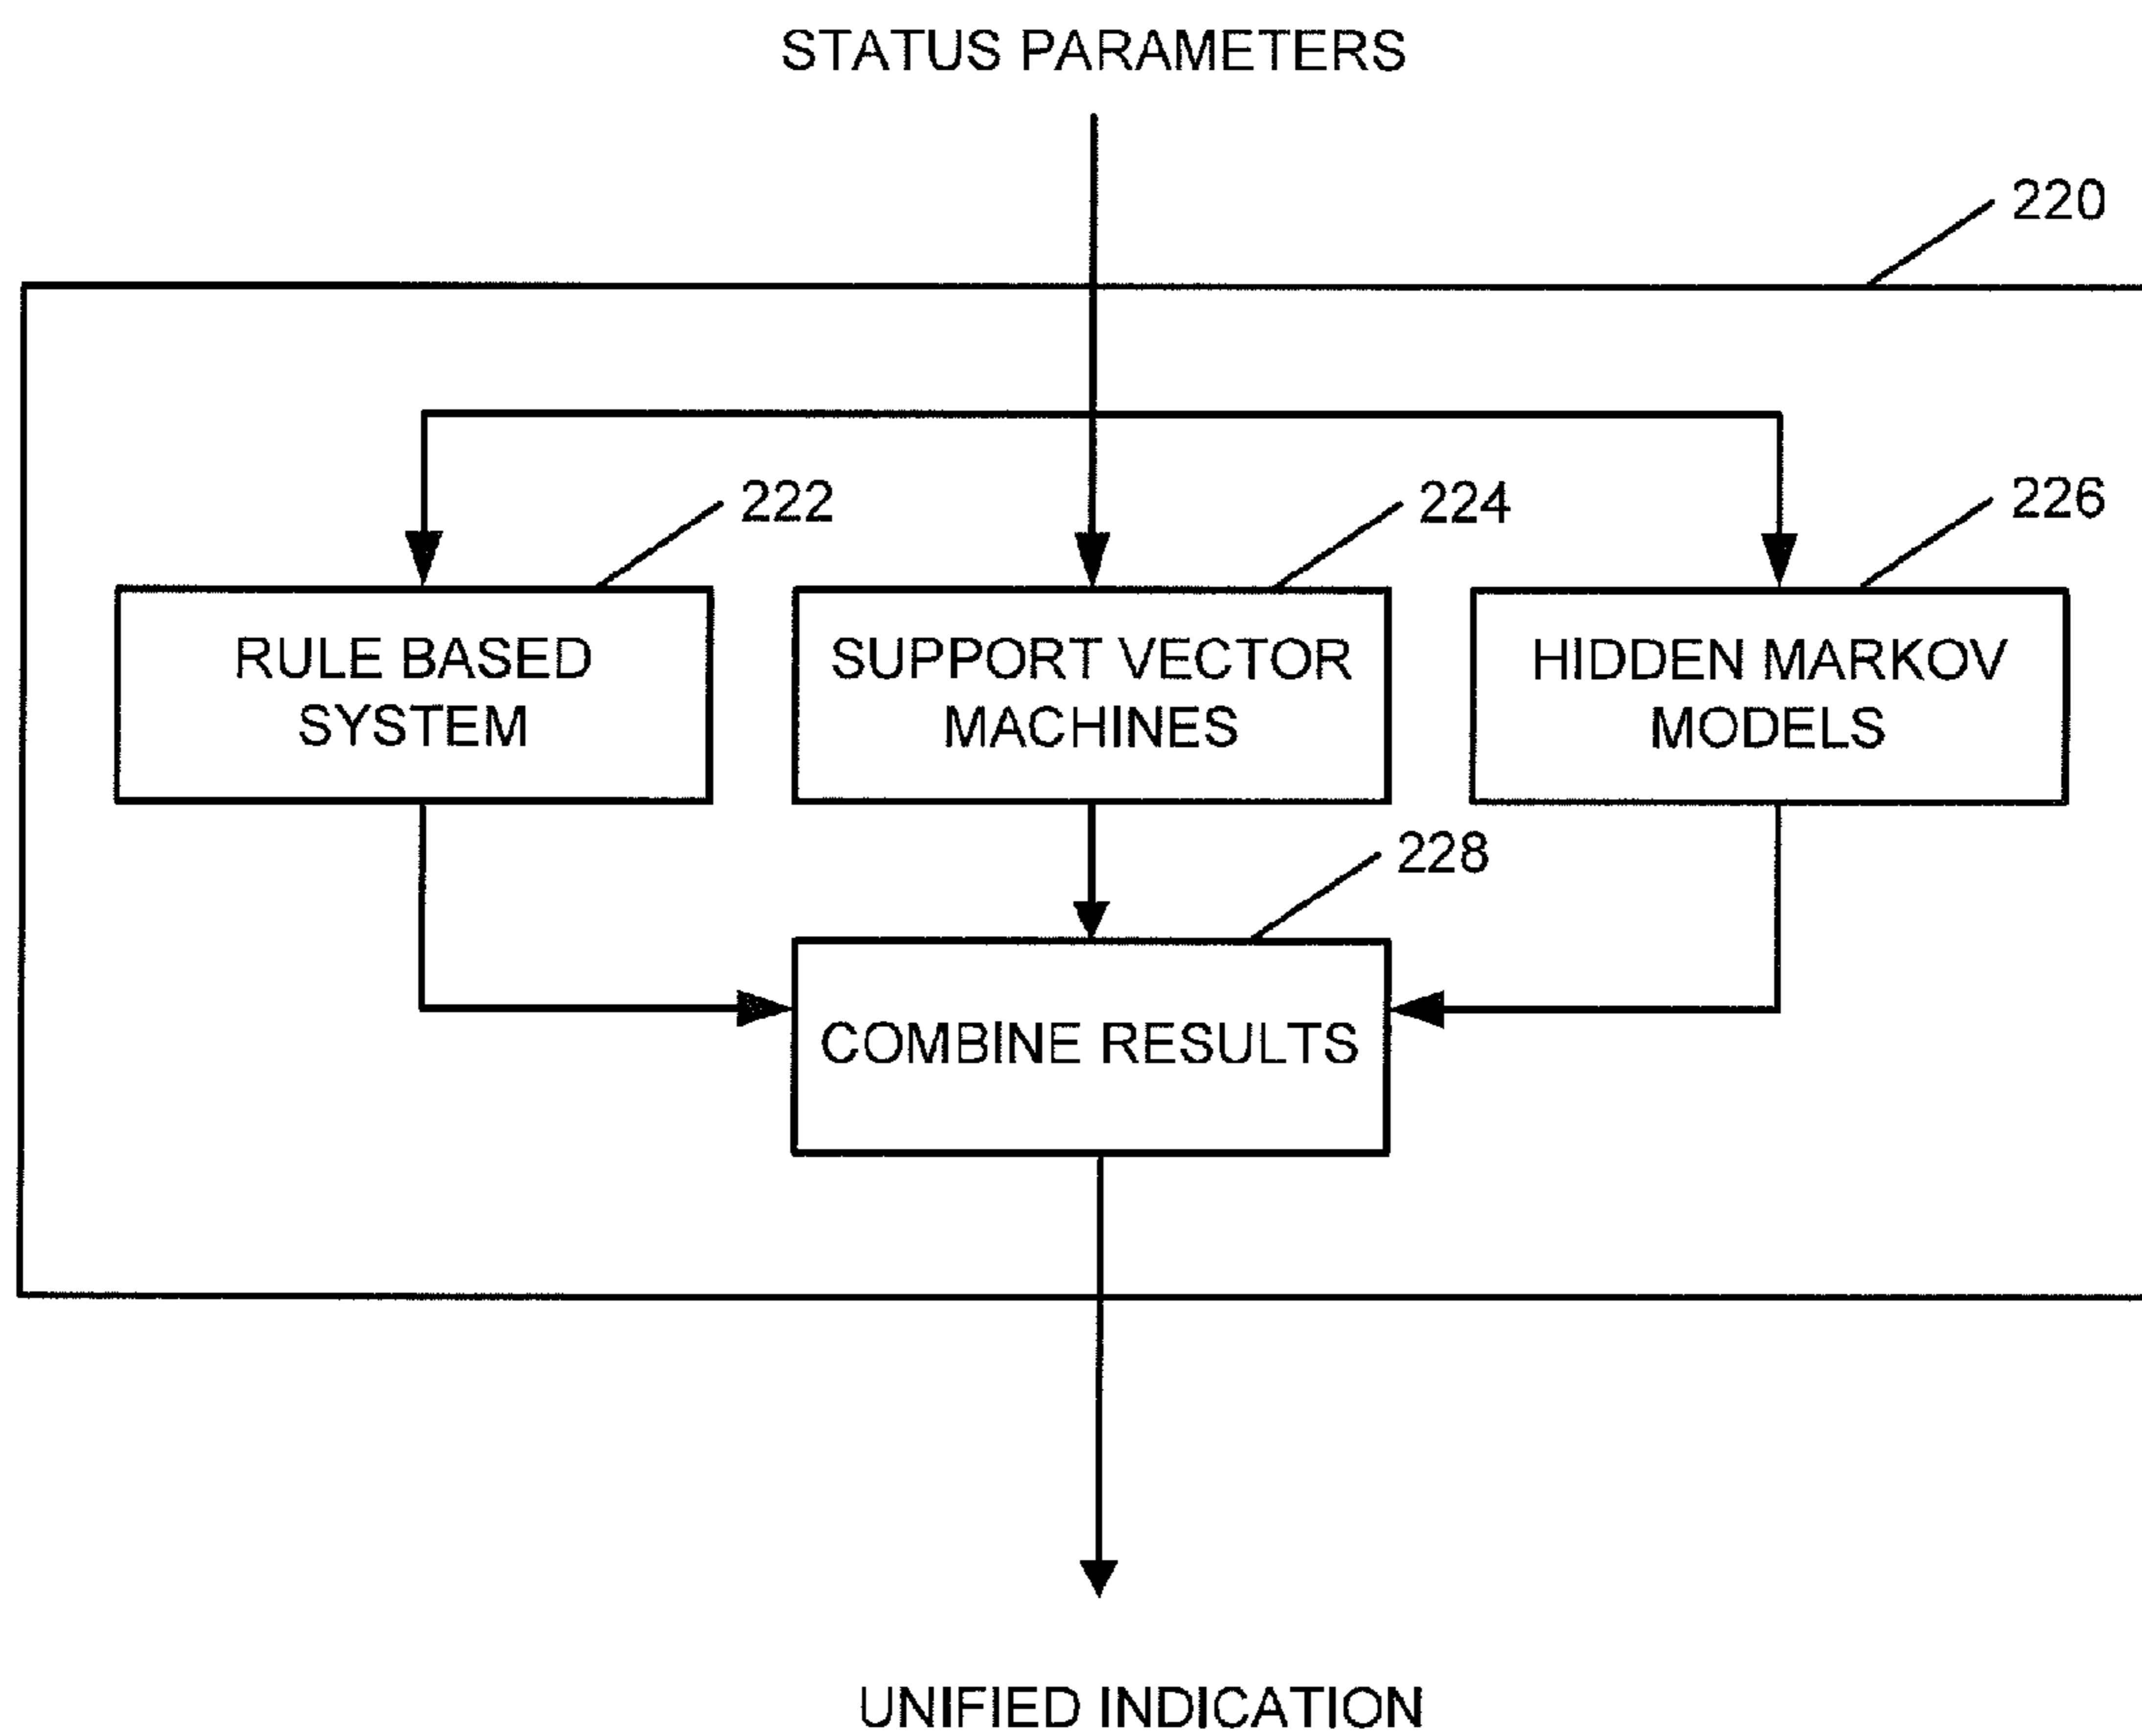 STATUS PARAMETERS
220
222
224
226
RULE BASED
SYSTEM
SUPPORT VECTOR
MACHINES
HIDDEN MARKOV
MODELS
228
COMBINE RESULTS
UNIFIED INDICATION